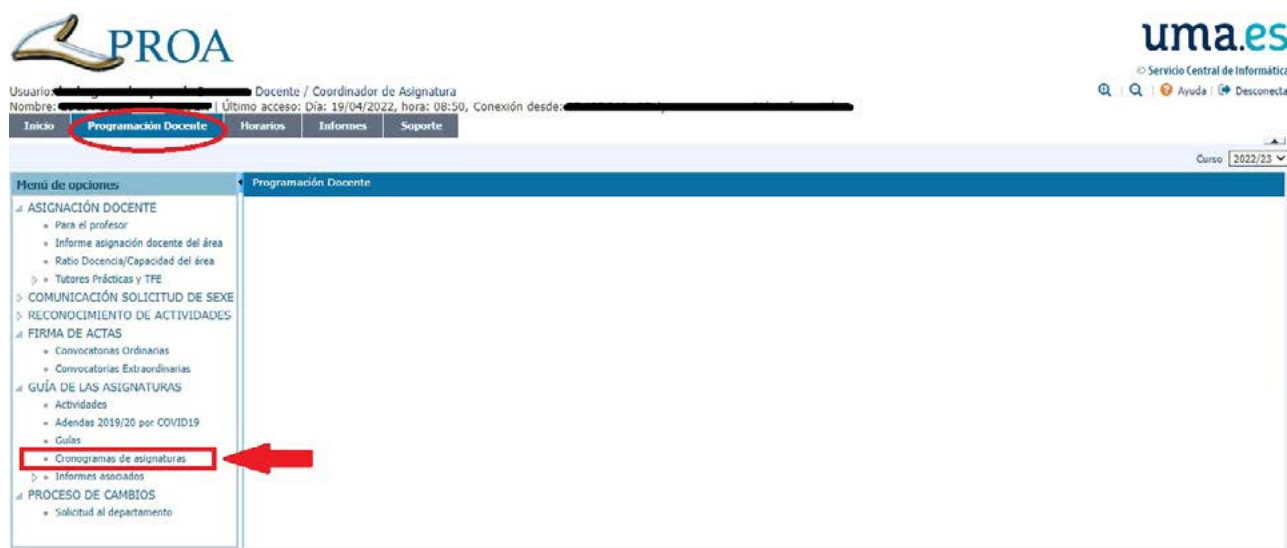 PROA
uma.es
© Servicio Central de Informática
Usuario: Docente / Coordinador de Asignatura
Ayuda | Desconecta
Nombre: | Último acceso: Día: 19/04/2022, hora: 08:50, Conexión desde:
Inicio Programación Docente Horarios Informes Soporte
Curso 2022/23
Menú de opciones
Programación Docente
ASIGNACIÓN DOCENTE
Para el profesor
Informe asignación docente del área
Ratio Docencia/Capacidad del área
Tutores Prácticas y TFE
COMUNICACIÓN SOLICITUD DE SEXE
RECONOCIMIENTO DE ACTIVIDADES
FIRMA DE ACTAS
Convocatorias Ordinarias
Convocatorias Extraordinarias
GUÍA DE LAS ASIGNATURAS
Actividades
Adendas 2019/20 por COVID19
Guías
Cronogramas de asignaturas
Informes asociados
PROCESO DE CAMBIOS
Solicitud al departamento